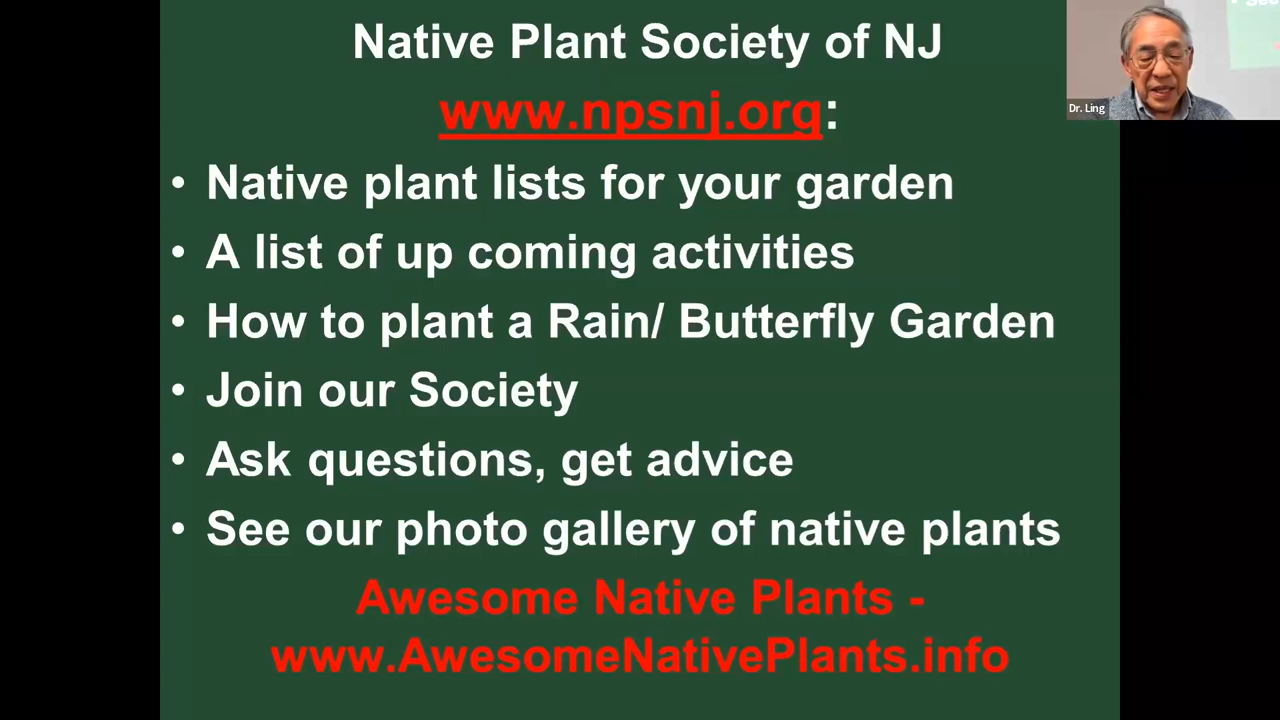 Native Plant Society of NJ
www.npsnj.org:
• Native plant lists for your garden
• A list of up coming activities
• How to plant a Rain/ Butterfly Garden
• Join our Society
• Ask questions, get advice
• See our photo gallery of native plants
Awesome Native Plants -
www.AwesomeNativePlants.info
Dr. Ling